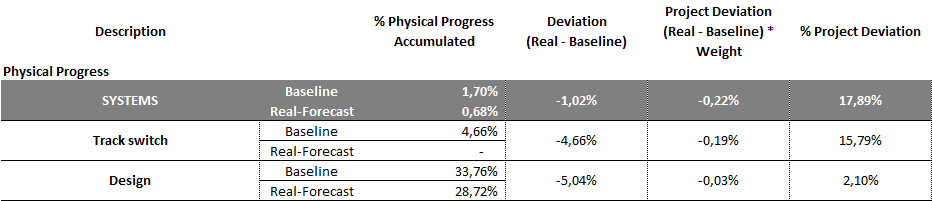 Description % Physical Progress Accumulated Deviation (Real - Baseline) Project Deviation (Real - Baseline) * Weight % Project Deviation
Physical Progress
SYSTEMS Baseline 1,70% -1,02% -0,22% 17,89%
Real-Forecast 0,68%
Track switch Baseline 4,66% -4,66% -0,19% 15,79%
Real-Forecast -
Design Baseline 33,76% -5,04% -0,03% 2,10%
Real-Forecast 28,72%